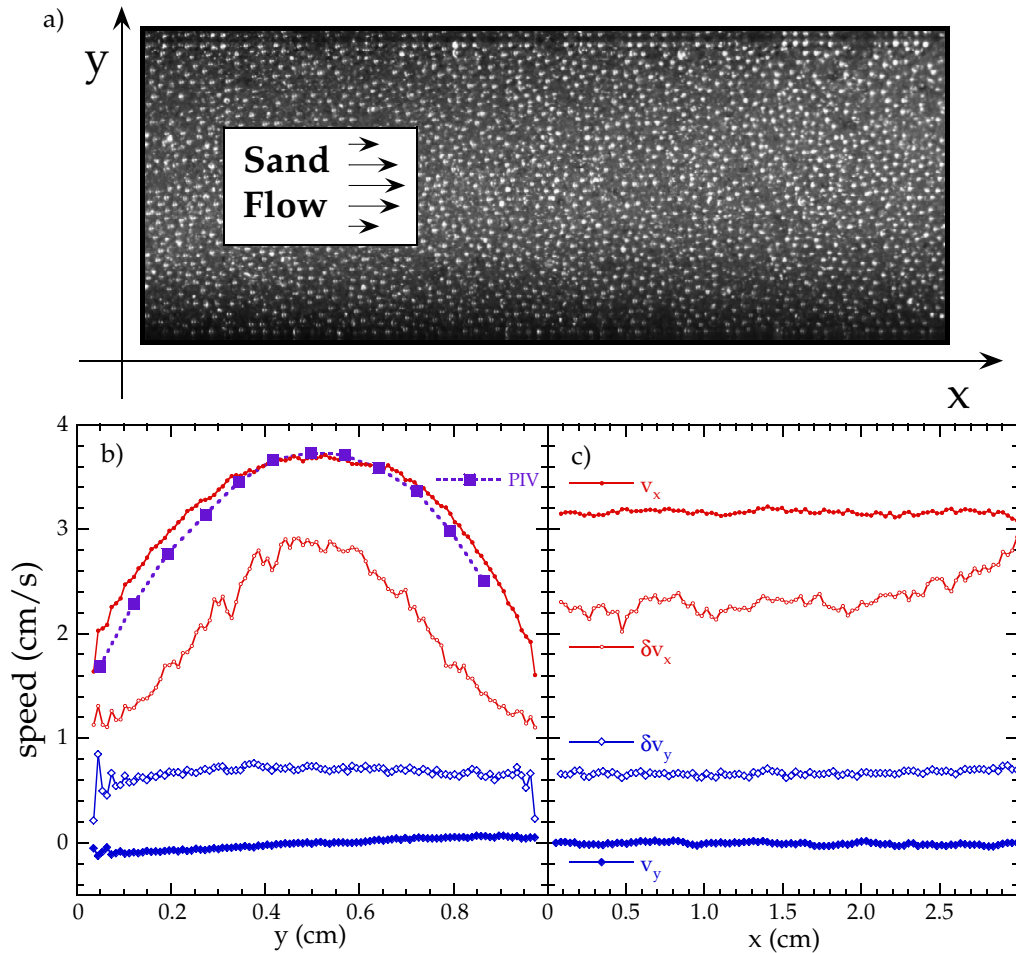 a)
y
Sand
Flow
x
b)
PIV
speed (cm/s)
4
3
2
1
0
0
0.2
0.4
0.6
0.8
y (cm)
c)
v_x
δv_x
δv_y
v_y
0
0.5
1.0
1.5
2.0
2.5
x (cm)